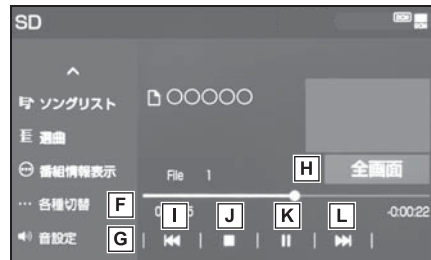 SD
ソングリスト
○○○○○
選曲
番組情報表示
File 1
H
全画面
各種切替
F
-0:00:22
I
J
K
L
音設定
G